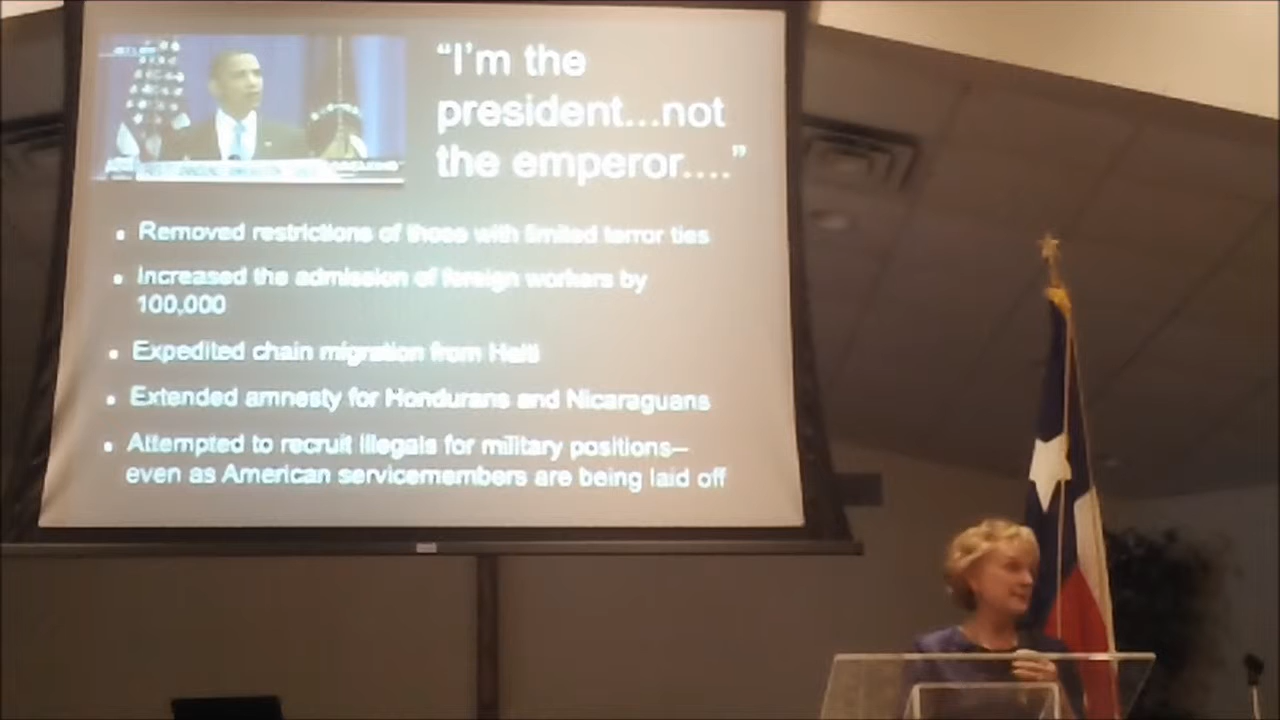 “I’m the
president...not
the emperor....”
Removed restrictions of those with limited terror ties
Increased the admission of foreign workers by
100,000
Expedited chain migration from Haiti
Extended amnesty for Hondurans and Nicaraguans
Attempted to recruit illegals for military positions–
even as American servicemembers are being laid off